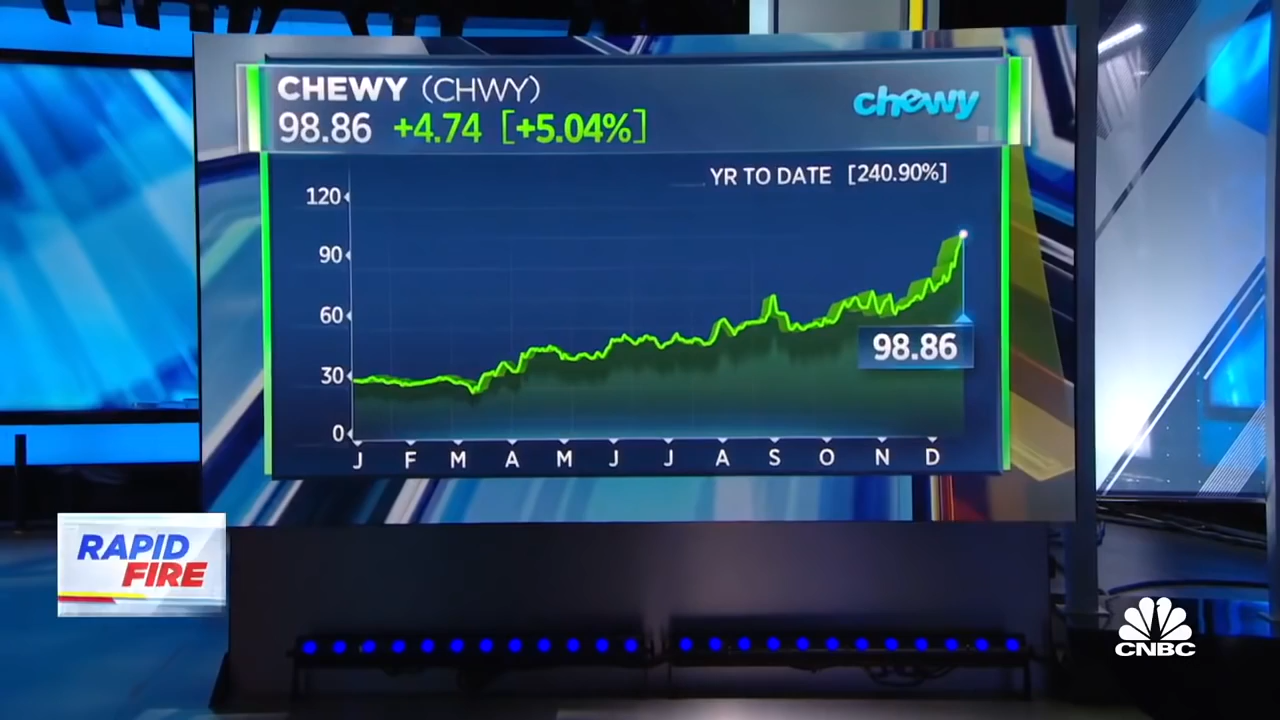 CHEWY (CHWY)
chewy
98.86 +4.74 [+5.04%]
YR TO DATE [240.90%]
120
90
60
30
0
98.86
J F M A M J J A S O N D
RAPID
FIRE
CNBC